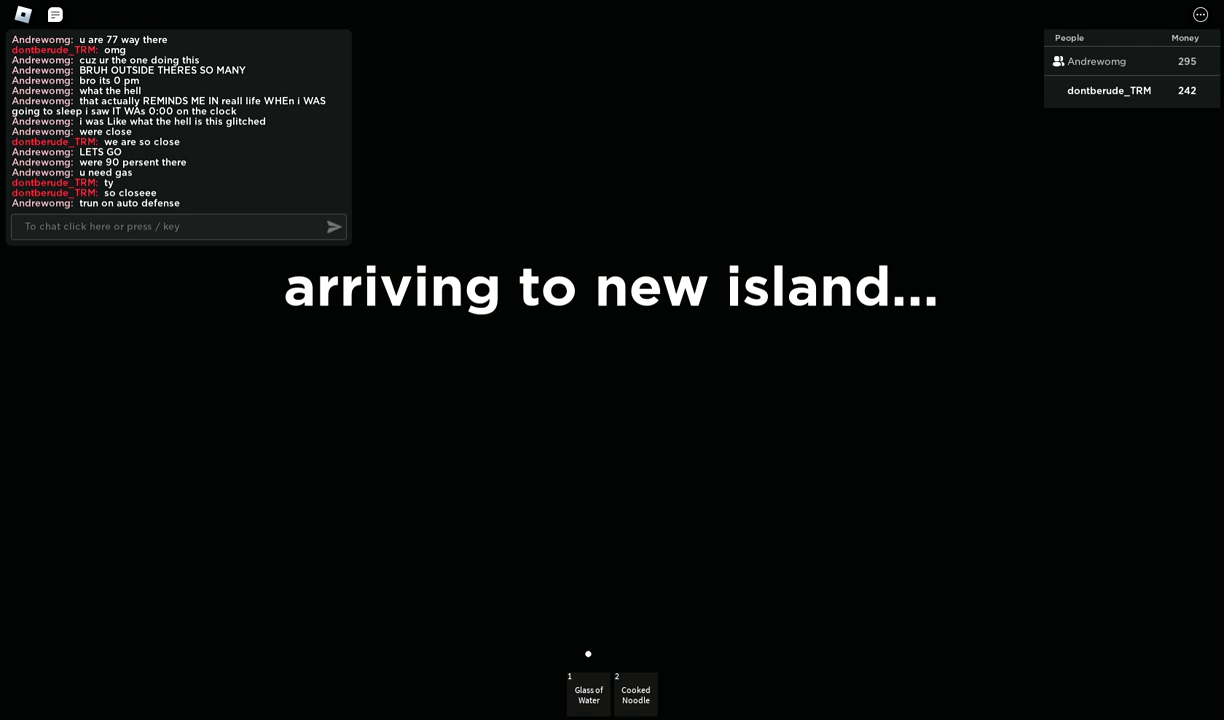 Andrewomg: u are 77 way there
dontberude_TRM: omg
Andrewomg: cuz ur the one doing this
Andrewomg: BRUH OUTSIDE THERES SO MANY
Andrewomg: bro its 0 pm
Andrewomg: what the hell
Andrewomg: that actually REMINDS ME IN reall life WHEn i WAS
going to sleep i saw IT WAs 0:00 on the clock
Andrewomg: i was Like what the hell is this glitched
Andrewomg: were close
dontberude_TRM: we are so close
Andrewomg: LETS GO
Andrewomg: were 90 persent there
Andrewomg: u need gas
dontberude_TRM: ty
dontberude_TRM: so closeee
Andrewomg: trun on auto defense
To chat click here or press / key
People Money
Andrewomg 295
dontberude_TRM 242
arriving to new island...
1 2
Glass of Water
Cooked Noodle